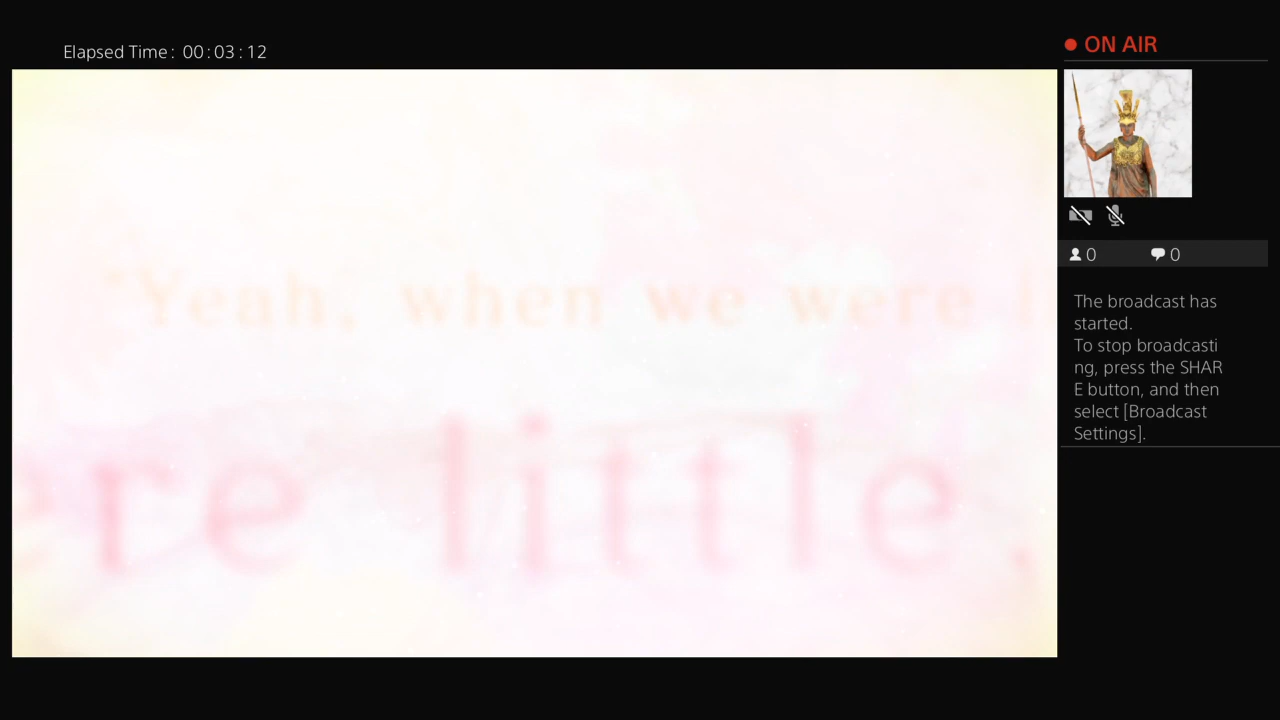 Elapsed Time: 00:03:12
ON AIR
0 0
The broadcast has
started.
To stop broadcasti
ng, press the SHAR
E button, and then
select [Broadcast
Settings].
"Yeah, when we were
re little.